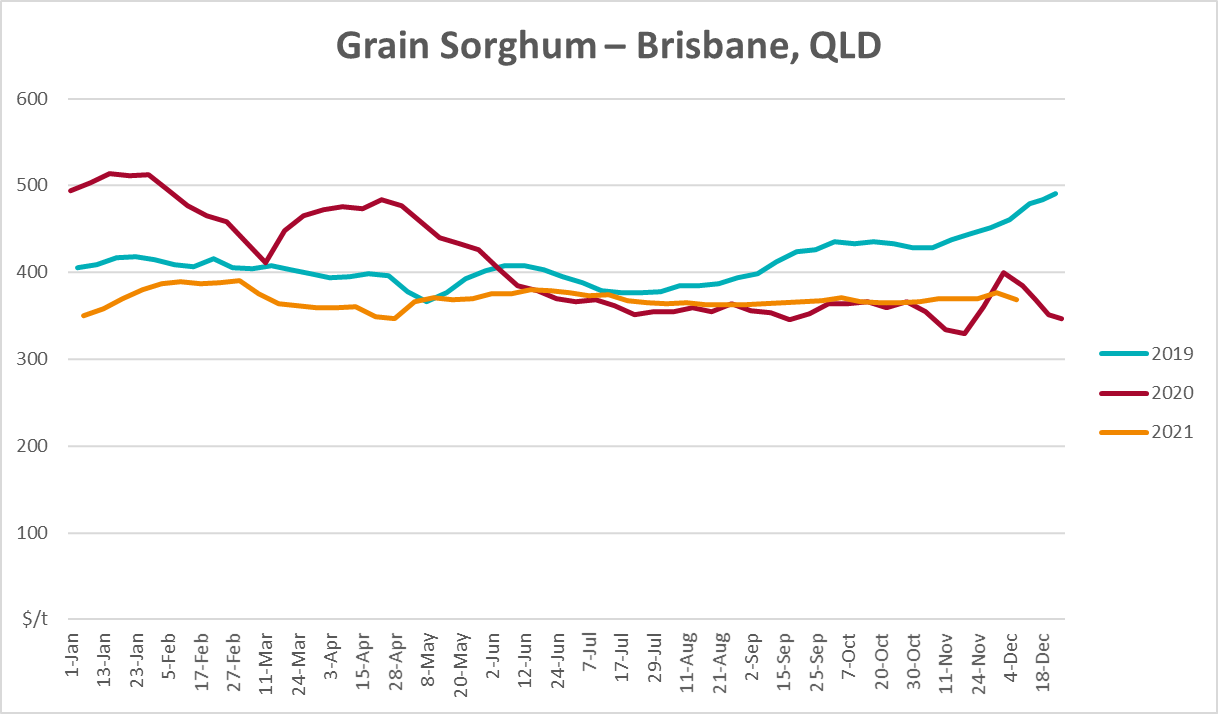 Grain Sorghum – Brisbane, QLD
600
500
400
300
200
100
$/t
1-Jan
13-Jan
23-Jan
5-Feb
17-Feb
27-Feb
11-Mar
24-Mar
3-Apr
15-Apr
28-Apr
8-May
20-May
2-Jun
12-Jun
24-Jun
7-Jul
17-Jul
29-Jul
11-Aug
21-Aug
2-Sep
15-Sep
25-Sep
7-Oct
20-Oct
30-Oct
11-Nov
24-Nov
4-Dec
18-Dec
2019
2020
2021